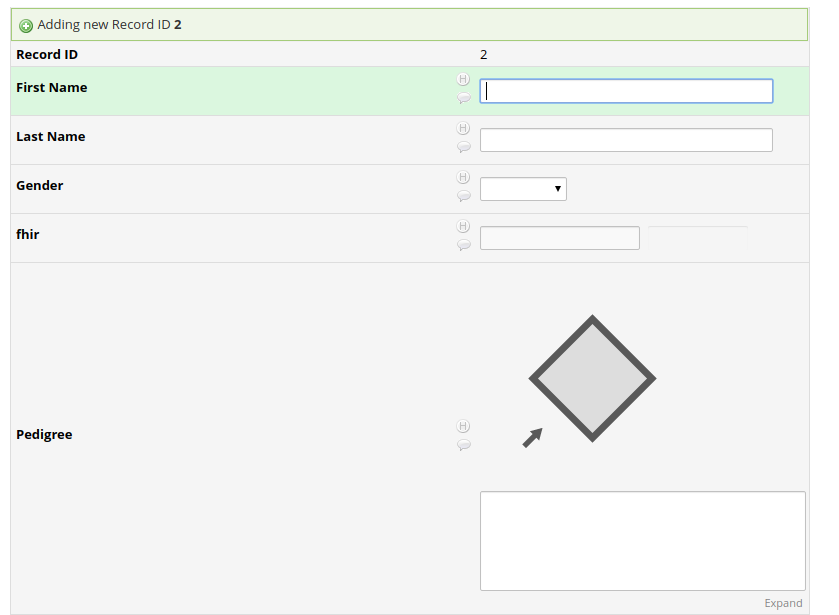 Adding new Record ID 2
Record ID 2
First Name H
Last Name H
Gender H
fhir H
Pedigree H
Expand